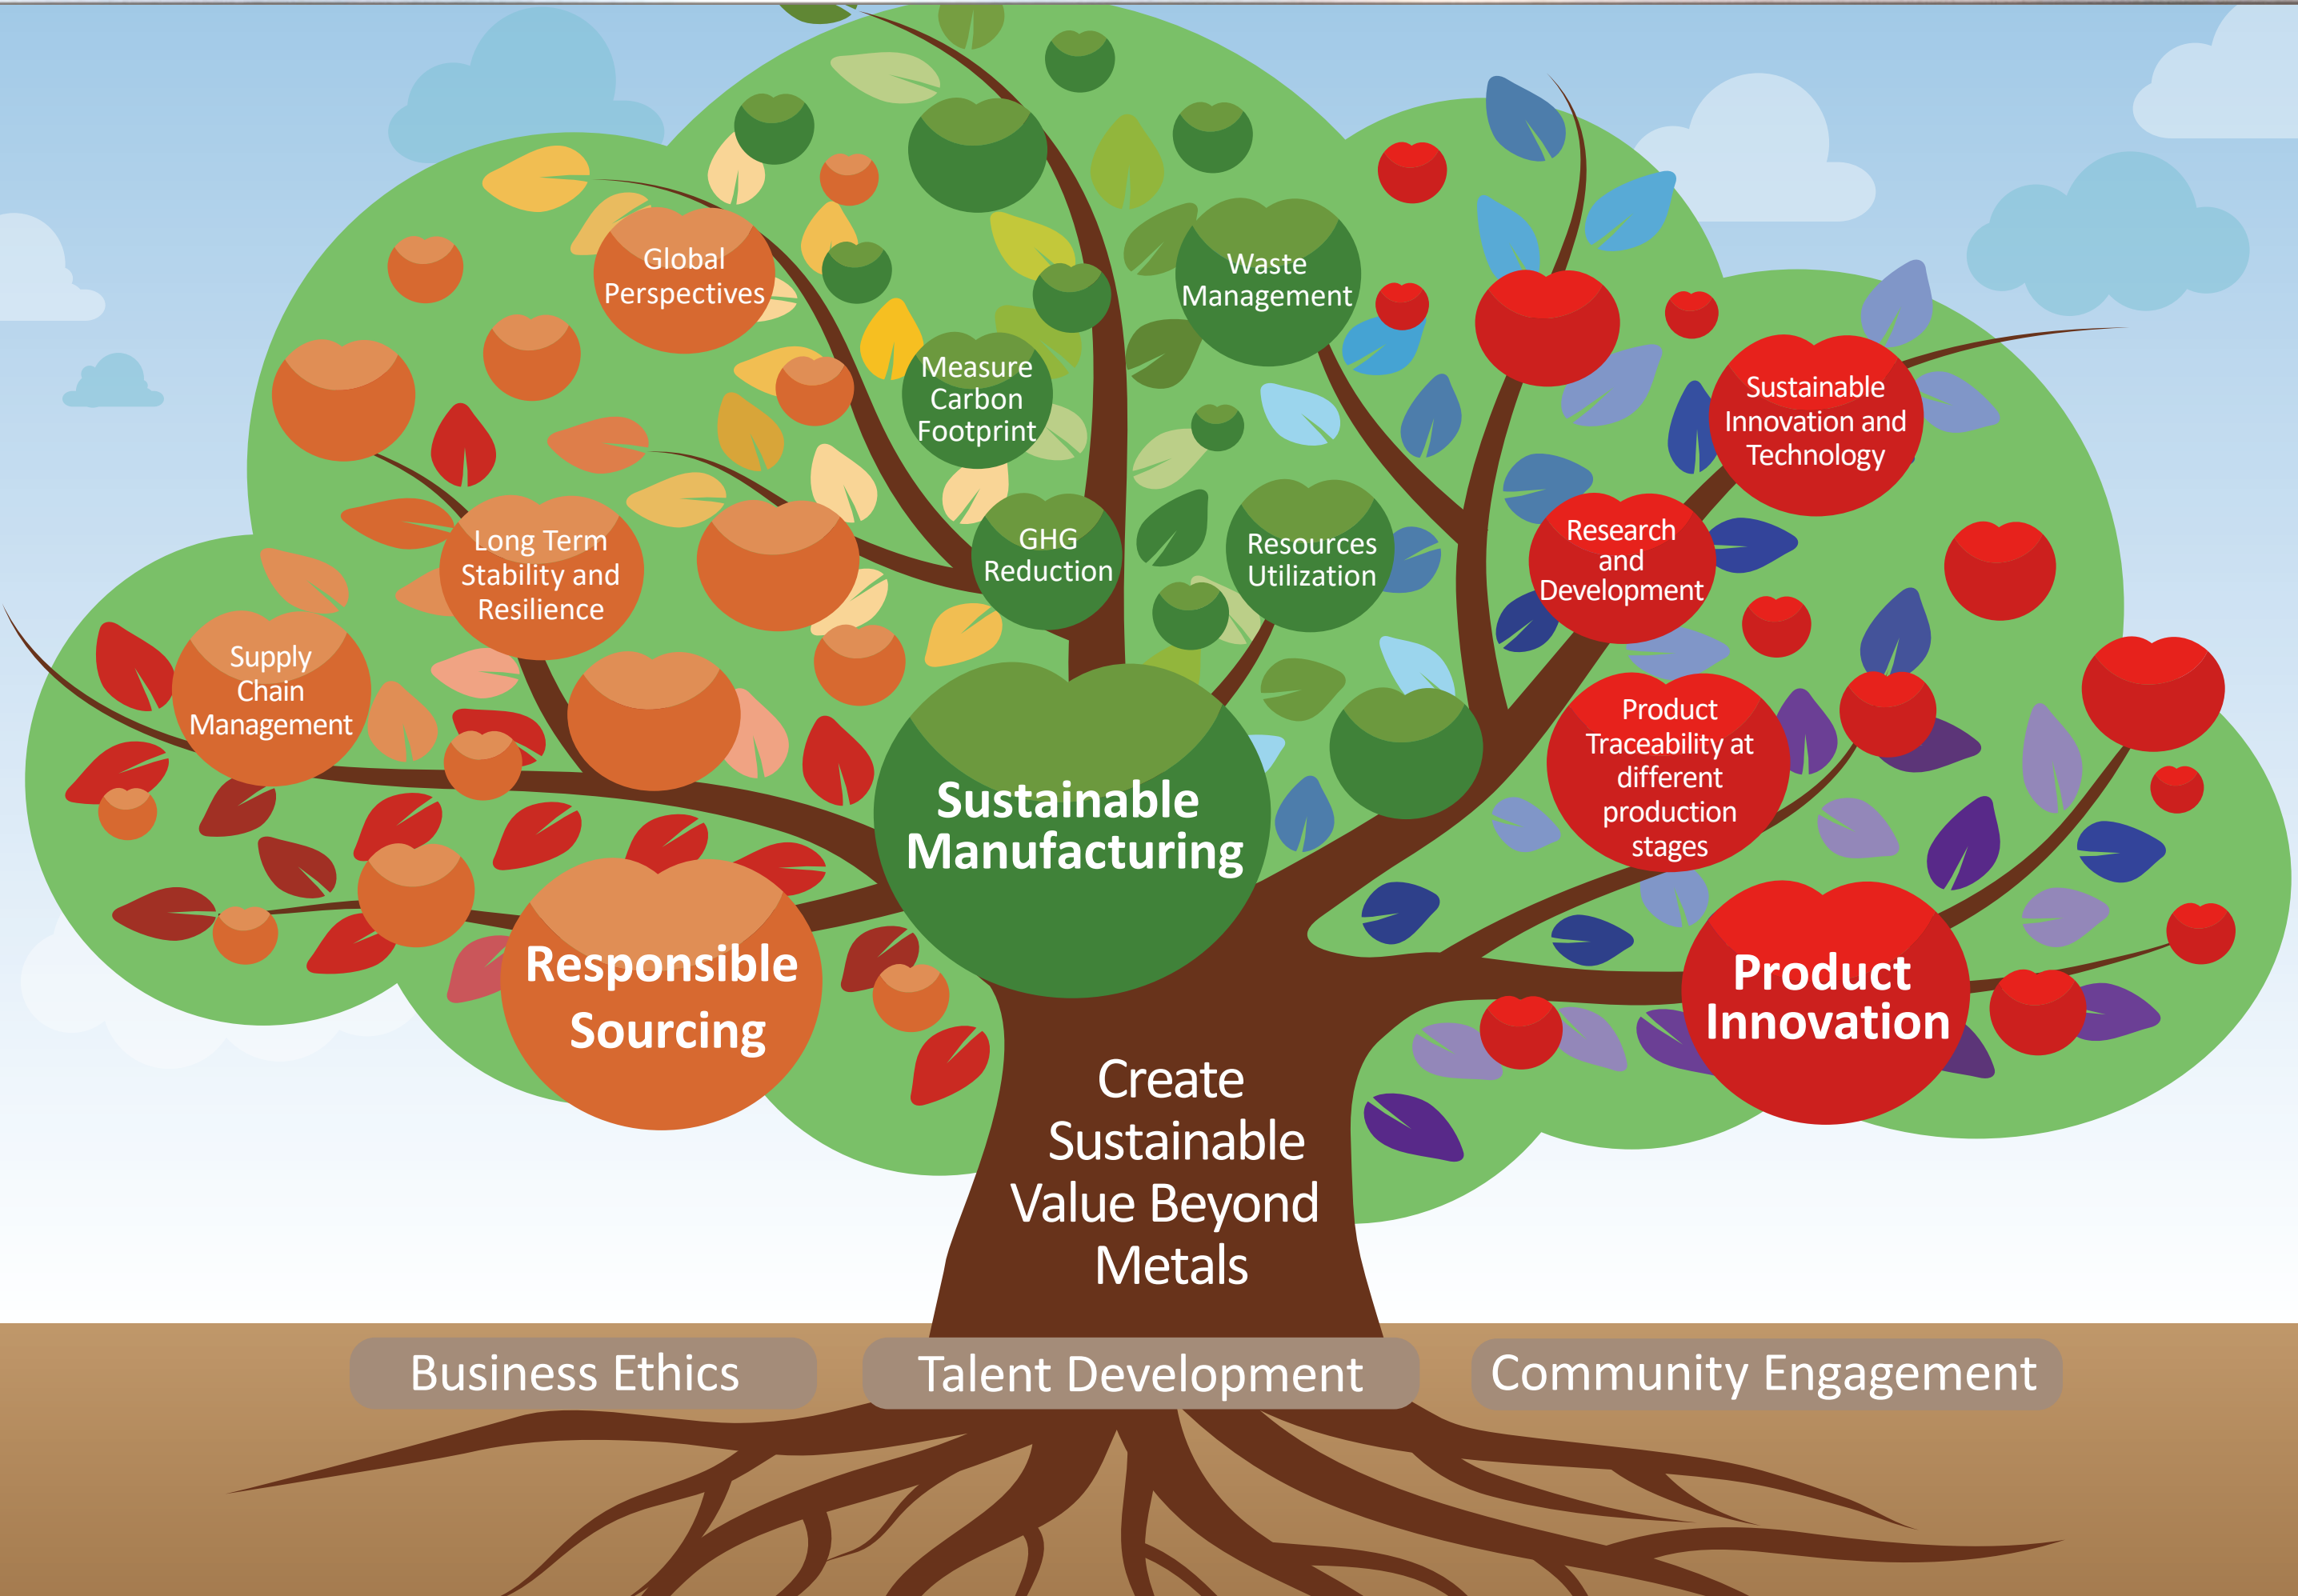 Global
Perspectives
Waste
Management
Measure
Carbon
Footprint
Sustainable
Innovation and
Technology
Long Term
Stability and
Resilience
GHG
Reduction
Resources
Utilization
Research
and
Development
Supply
Chain
Management
Product
Traceability at
different
production
stages
Sustainable
Manufacturing
Responsible
Sourcing
Product
Innovation
Create
Sustainable
Value Beyond
Metals
Business Ethics
Talent Development
Community Engagement